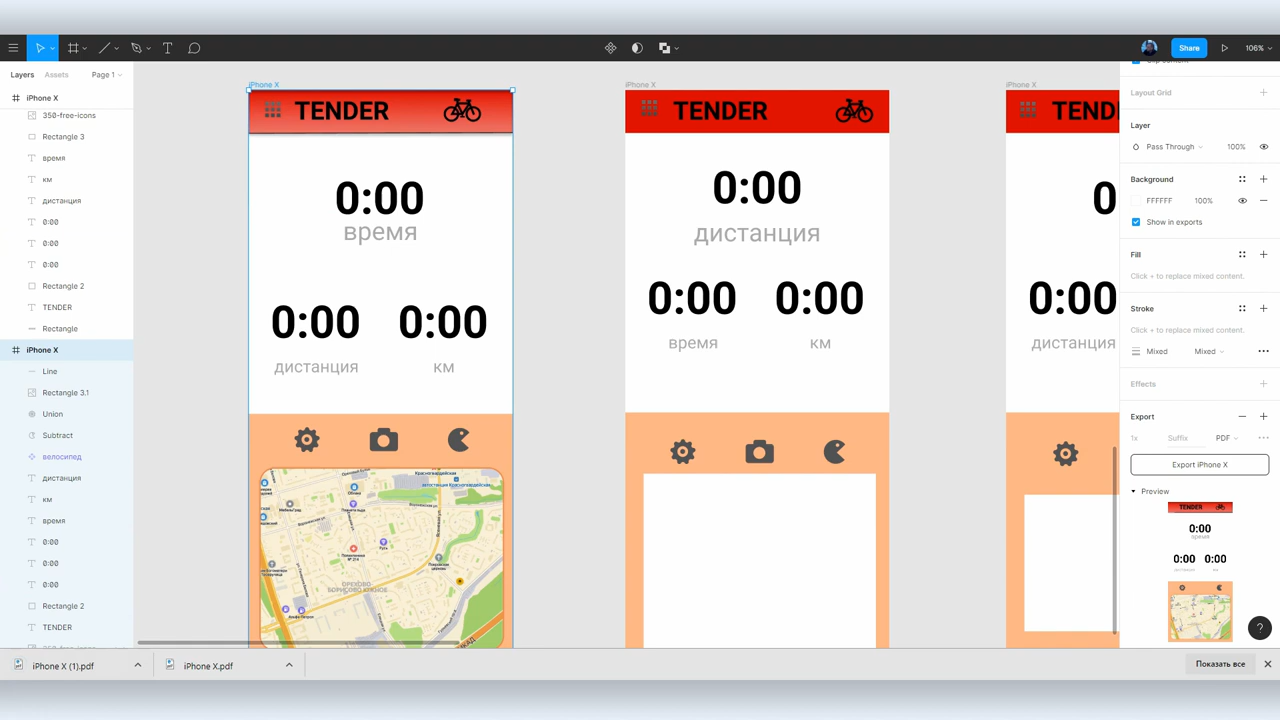 Share
106%
Layers
Assets
Page 1
iPhone X
350-free-icons
Rectangle 3
время
км
дистанция
0:00
0:00
0:00
Rectangle 2
TENDER
Rectangle
iPhone X
Line
Rectangle 3.1
Union
Subtract
велосипед
дистанция
км
время
0:00
0:00
0:00
Rectangle 2
TENDER
iPhone X
TENDER
0:00
время
0:00
0:00
дистанция
км
ОРЕХОВО
БОРИСОВО ЮЖНОЕ
iPhone X
TENDER
0:00
дистанция
0:00
0:00
время
км
iPhone X
TEND
0
0:00
дистанция
Layout Grid
Layer
Pass Through
100%
Background
FFFFFF
100%
Show in exports
Fill
Click + to replace mixed content.
Stroke
Click + to replace mixed content.
Mixed
Mixed
Effects
Export
1x
Suffix
PDF
Export iPhone X
Preview
TENDER
0:00
время
0:00
0:00
?
iPhone X (1).pdf
iPhone X.pdf
Показать все